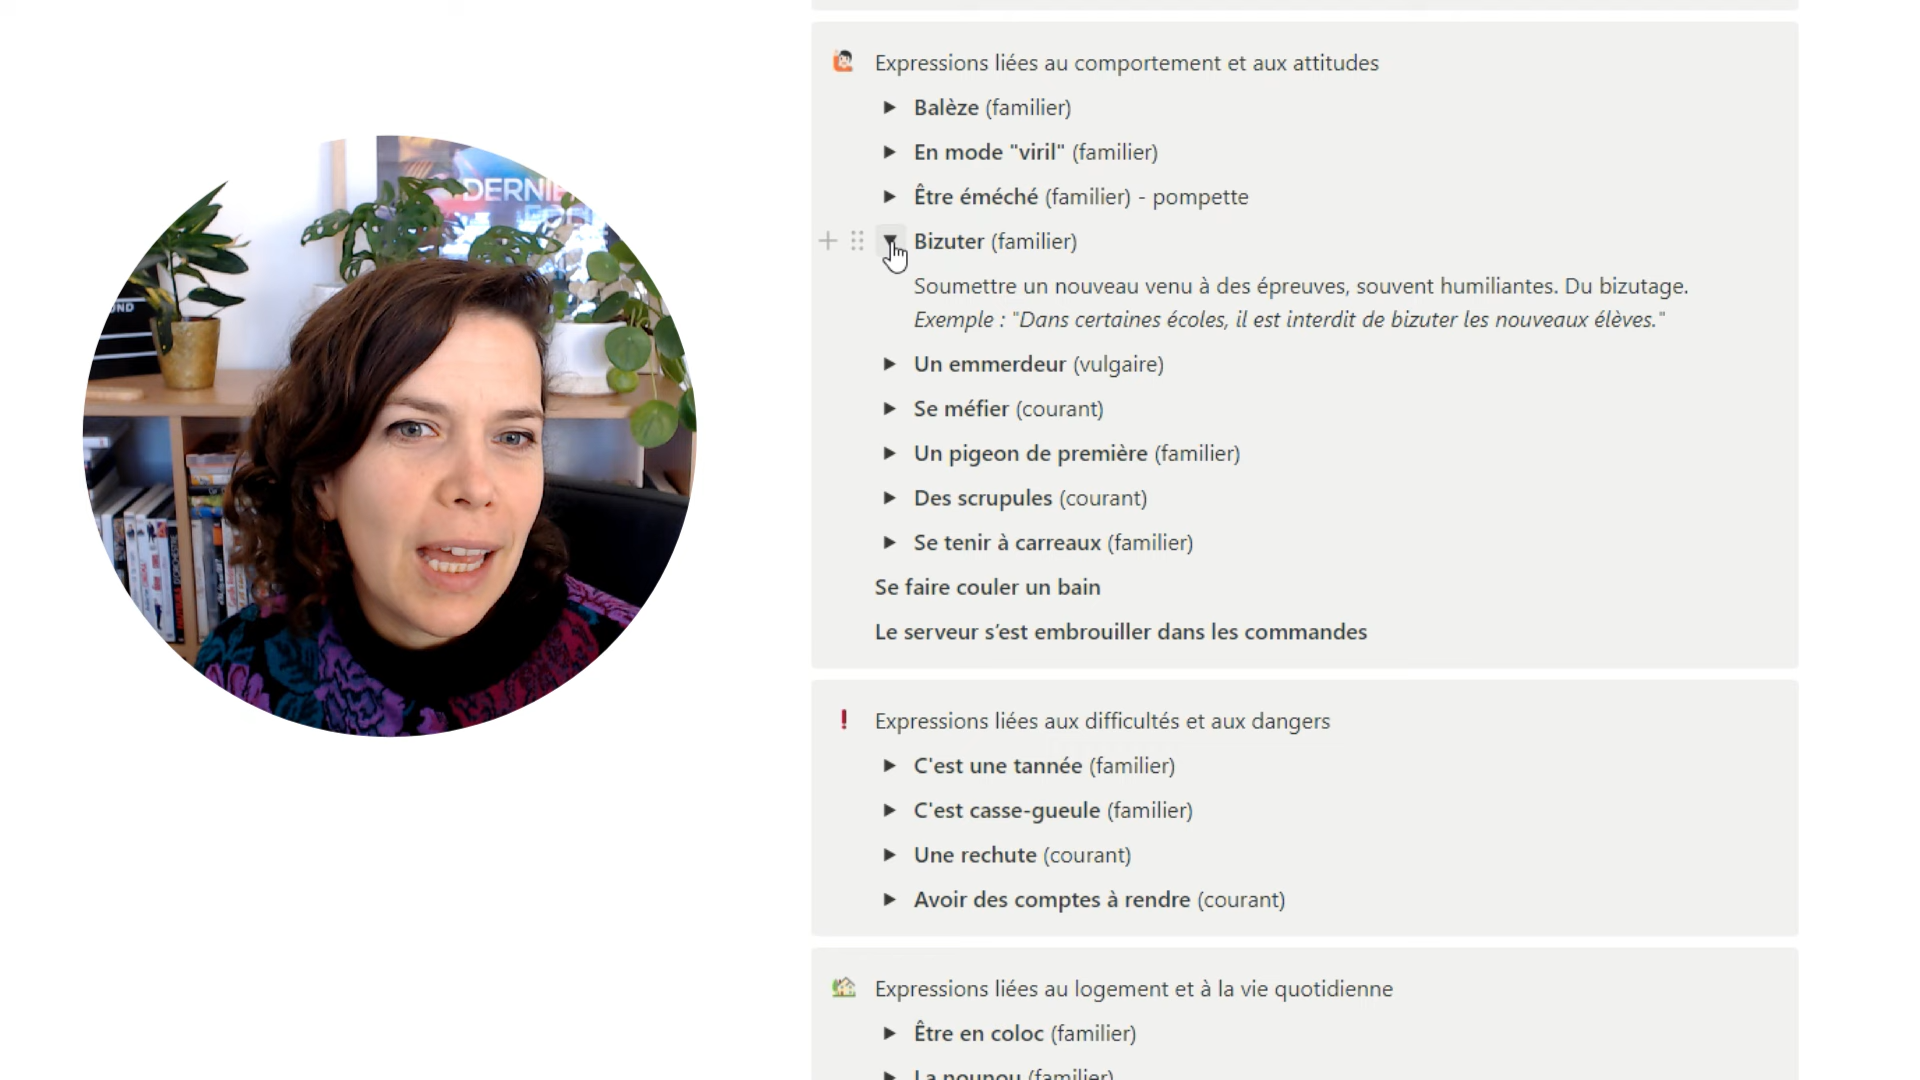 Expressions liées au comportement et aux attitudes
Balèze (familier)
En mode "viril" (familier)
Être éméché (familier) - pompette
Bizuter (familier)
Soumettre un nouveau venu à des épreuves, souvent humiliantes. Du bizutage.
Exemple : "Dans certaines écoles, il est interdit de bizuter les nouveaux élèves."
Un emmerdeur (vulgaire)
Se méfier (courant)
Un pigeon de première (familier)
Des scrupules (courant)
Se tenir à carreaux (familier)
Se faire couler un bain
Le serveur s’est embrouiller dans les commandes
Expressions liées aux difficultés et aux dangers
C'est une tannée (familier)
C'est casse-gueule (familier)
Une rechute (courant)
Avoir des comptes à rendre (courant)
Expressions liées au logement et à la vie quotidienne
Être en coloc (familier)
La nounou (familier)